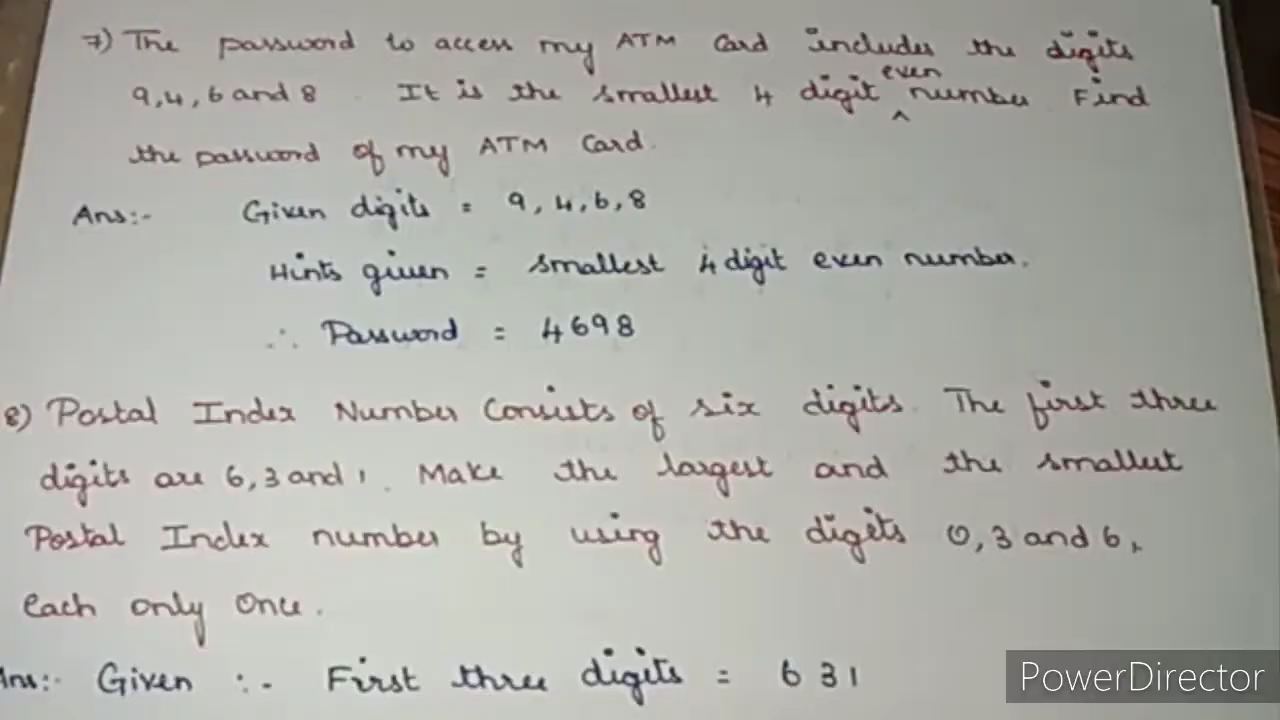 7) The password to access my ATM Card includes the digits
9,4,6 and 8 . It is the smallest 4 digit even number Find
the password of my ATM Card.
Ans:- Given digits = 9, 4, 6, 8
Hints given = smallest 4 digit even number.
∴ Password = 4698
8) Postal Index Number Consists of six digits. The first three
digits are 6, 3 and 1. Make the largest and the smallest
Postal Index number by using the digits 0, 3 and 6,
each only once.
Ans:- Given :- First three digits = 631
PowerDirector